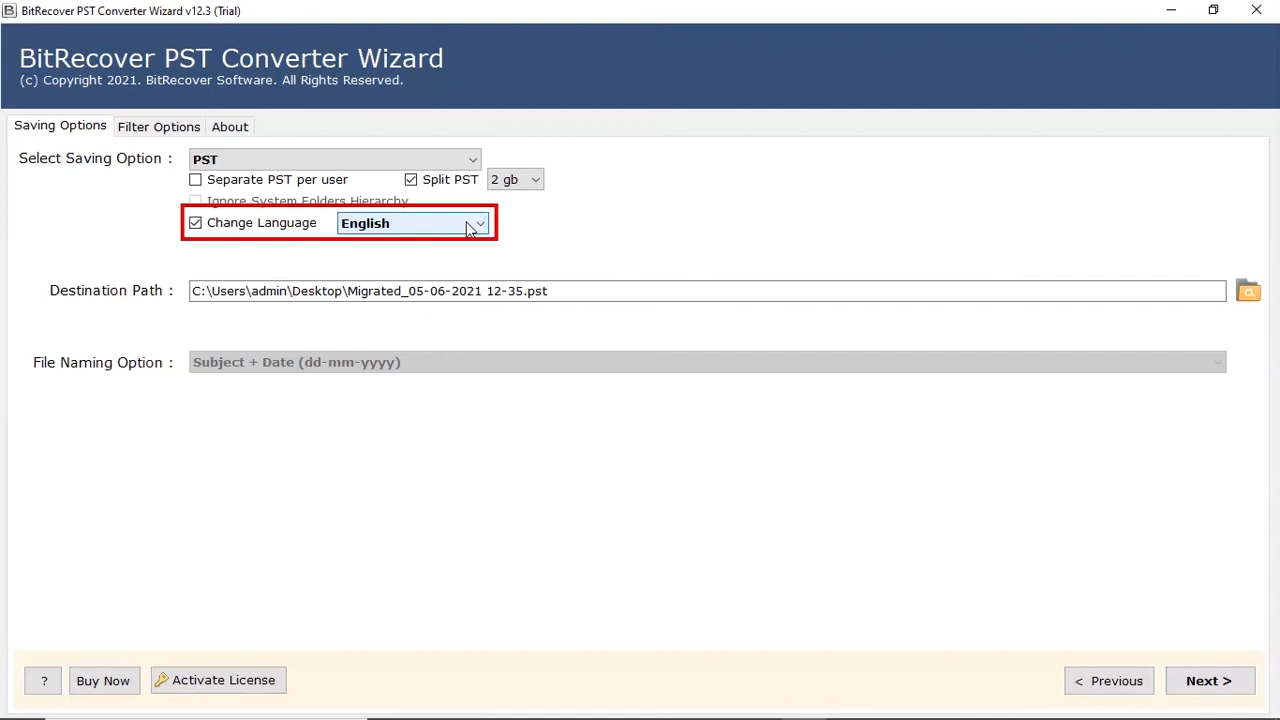 BitRecover PST Converter Wizard v12.3 (Trial)
BitRecover PST Converter Wizard
(c) Copyright 2021. BitRecover Software. All Rights Reserved.
Saving Options Filter Options About
Select Saving Option : PST
Separate PST per user Split PST 2 gb
Ignore System Folders Hierarchy
Change Language English
Destination Path : C:\Users\admin\Desktop\Migrated_05-06-2021 12-35.pst
File Naming Option : Subject + Date (dd-mm-yyyy)
? Buy Now Activate License < Previous Next >